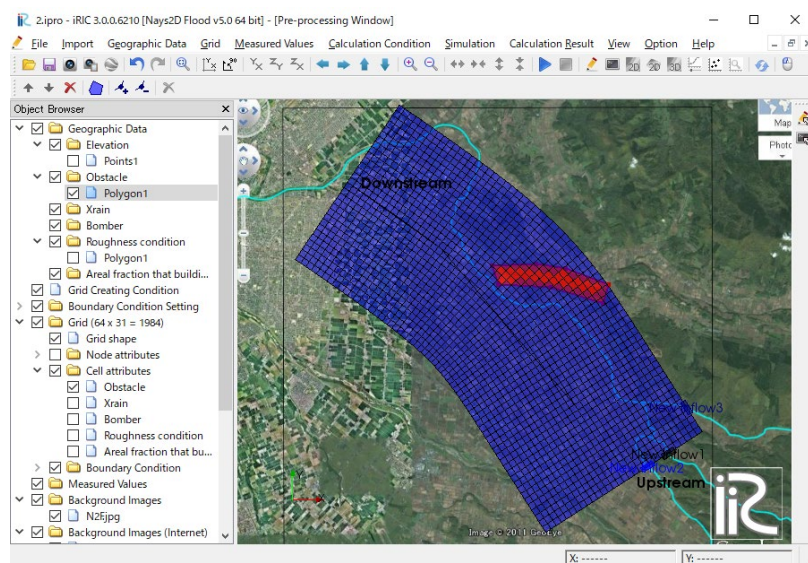 2.ipro - iRIC 3.0.0.6210 [Nays2D Flood v5.0 64 bit] - [Pre-processing Window]
File Import Geographic Data Grid Measured Values Calculation Condition Simulation Calculation Result View Option Help
Object Browser
Geographic Data
Elevation
Points1
Obstacle
Polygon1
Xrain
Bomber
Roughness condition
Polygon1
Areal fraction that buildi...
Grid Creating Condition
Boundary Condition Setting
Grid (64 x 31 = 1984)
Grid shape
Node attributes
Cell attributes
Obstacle
Xrain
Bomber
Roughness condition
Areal fraction that bu...
Boundary Condition
Measured Values
Background Images
N2Fjpg
Background Images (Internet)
Map
Photo
Downstream
New Inflow3
New Inflow1
New Inflow2
Upstream
iRIC
Image © 2011 GeoEye
X: ------
Y: ------